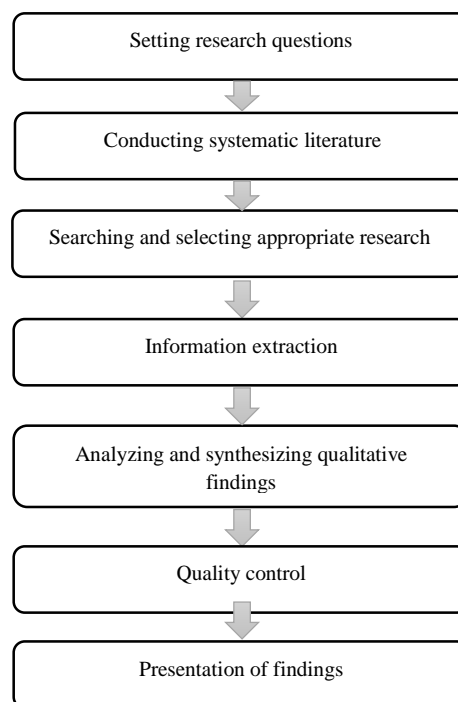 Setting research questions
Conducting systematic literature
Searching and selecting appropriate research
Information extraction
Analyzing and synthesizing qualitative
findings
Quality control
Presentation of findings